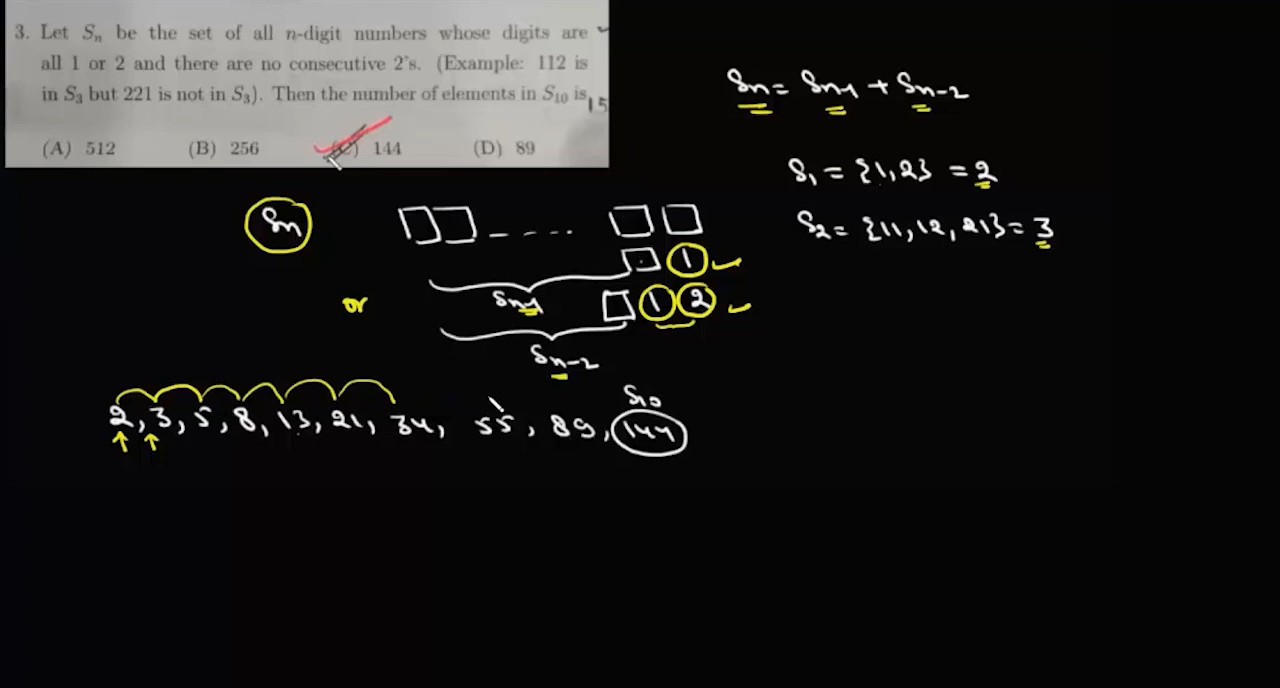 3. Let Sn be the set of all n-digit numbers whose digits are
all 1 or 2 and there are no consecutive 2's. (Example: 112 is
in S3 but 221 is not in S3). Then the number of elements in S10 is
15
(A) 512 (B) 256 (C) 144 (D) 89
Sn = Sn-1 + Sn-2
S1 = {1,2} = 2
S2 = {11,12,21} = 3
Sn
1
or Sn-1 1 2
Sn-2
S10
2, 3, 5, 8, 13, 21, 34, 55, 89, 144